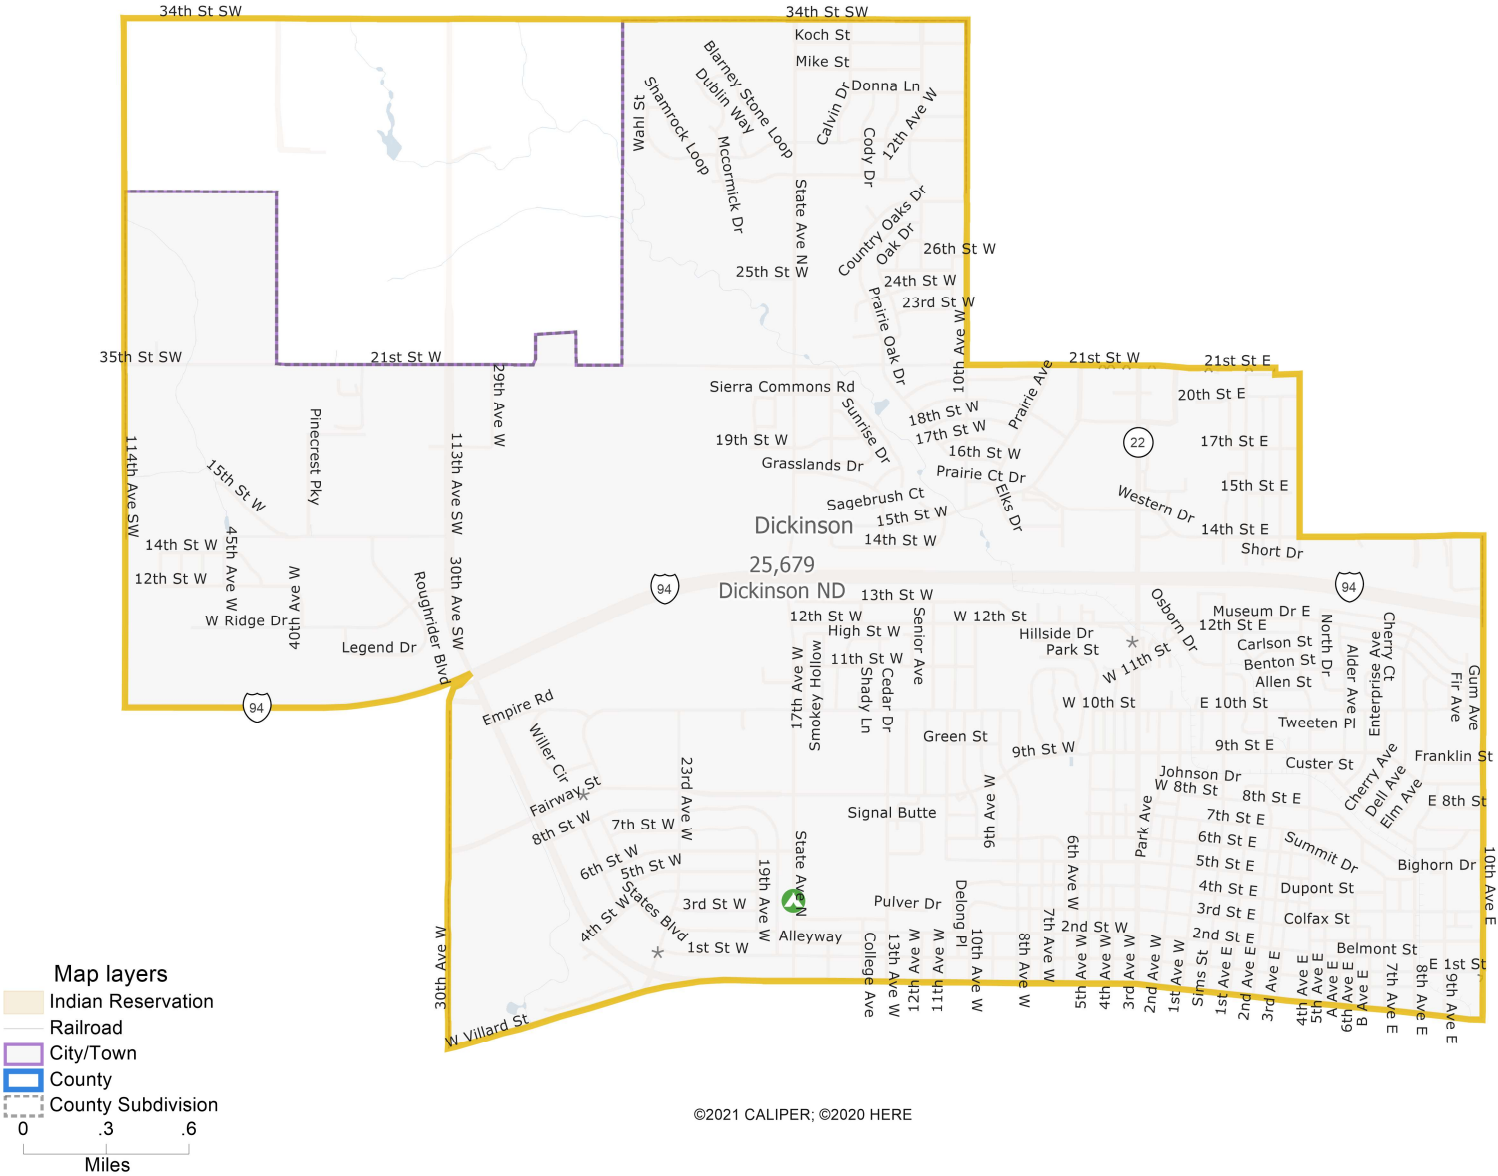 34th St SW
34th St SW
Koch St
Mike St
Donna Ln
Blarney Stone Loop
Dublin Way
Shamrock Loop
Wahl St
Mccormick Dr
Calvin Dr
Cody Dr
12th Ave W
State Ave N
Country Oaks Dr
Oak Dr
26th St W
25th St W
24th St W
23rd St W
Prairie Oak Dr
10th Ave W
35th St SW
21st St W
29th Ave W
21st St W
21st St E
Sierra Commons Rd
Prairie Ave
20th St E
Sunrise Dr
18th St W
17th St W
19th St W
16th St W
22
17th St E
Pinecrest Pky
114th Ave SW
113th Ave SW
15th St W
Grasslands Dr
Prairie Ct Dr
15th St E
Sagebrush Ct
Elks Dr
Western Dr
15th St W
14th St W
Dickinson
14th St E
Short Dr
14th St W
45th Ave W
12th St W
40th Ave W
W Ridge Dr
Roughrider Blvd
30th Ave SW
Legend Dr
25,679
Dickinson ND
94
94
94
13th St W
12th St W
High St W
11th St W
Senior Ave
W 12th St
Hillside Dr
Park St
Osborn Dr
W 11th St
Museum Dr E
12th St E
Carlson St
Benton St
Allen St
North Dr
Alder Ave
Enterprise Ave
Cherry Ct
Fir Ave
Gum Ave
17th Ave W
Smokey Hollow
Shady Ln
Cedar Dr
Empire Rd
Willer Cir
W 10th St
E 10th St
Tweeten Pl
Green St
9th St W
9th St E
Custer St
Franklin St
Fairway St
8th St W
23rd Ave W
7th St W
6th St W
5th St W
4th St W
States Blvd
3rd St W
1st St W
19th Ave W
State Ave N
Signal Butte
9th Ave W
Johnson Dr
W 8th St
8th St E
Cherry Ave
Dell Ave
Elm Ave
E 8th St
7th St E
Park Ave
6th Ave W
6th St E
5th St E
4th St E
3rd St E
2nd St E
Summit Dr
Bighorn Dr
Dupont St
Colfax St
Belmont St
E 1st St
10th Ave E
Pulver Dr
Delong Pl
Alleyway
2nd St W
College Ave
13th Ave W
12th Ave W
11th Ave W
10th Ave W
8th Ave W
7th Ave W
5th Ave W
4th Ave W
3rd Ave W
2nd Ave W
1st Ave W
Sims St
1st Ave E
2nd Ave E
3rd Ave E
4th Ave E
5th Ave E
A Ave E
6th Ave E
B Ave E
7th Ave E
8th Ave E
9th Ave E
30th Ave W
W Villard St
Map layers
Indian Reservation
Railroad
City/Town
County
County Subdivision
0 .3 .6
Miles
©2021 CALIPER; ©2020 HERE